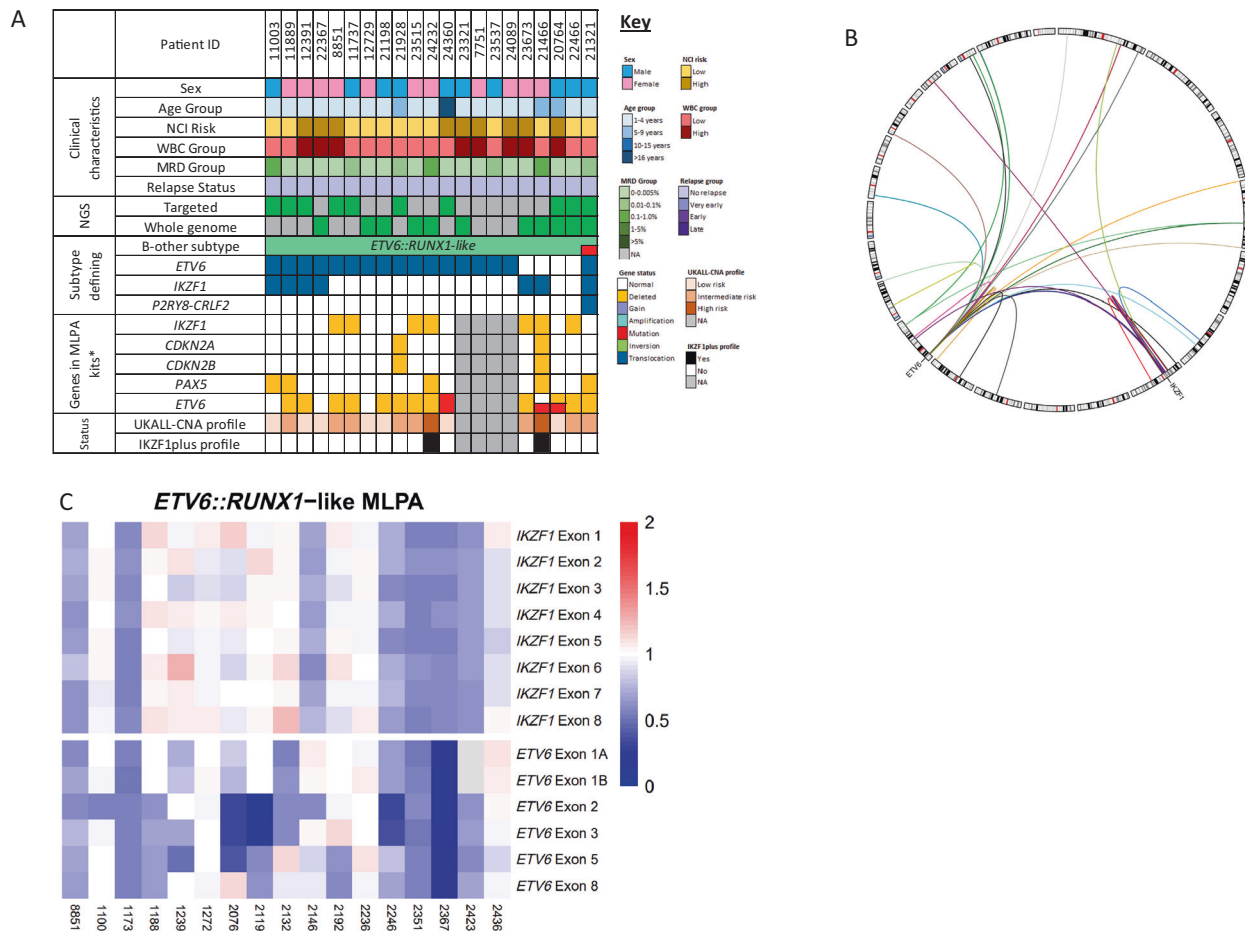 A
Patient ID
11003
11889
12391
22367
8851
11737
12729
21198
21928
23515
24232
24360
23321
7751
23537
24089
23673
21466
20764
22466
21321
Clinical characteristics
Sex
Age Group
NCI Risk
WBC Group
MRD Group
Relapse Status
NGS
Targeted
Whole genome
Subtype defining
B-other subtype
ETV6::RUNX1-like
ETV6
IKZF1
P2RY8-CRLF2
Genes in MLPA kits*
IKZF1
CDKN2A
CDKN2B
PAX5
ETV6
Status
UKALL-CNA profile
IKZF1plus profile
Key
Sex
Male
Female
NCI risk
Low
High
Age group
1-4 years
5-9 years
10-15 years
>16 years
WBC group
Low
High
MRD Group
0-0.005%
0.01-0.1%
0.1-1.0%
1-5%
>5%
NA
Relapse group
No relapse
Very early
Early
Late
Gene status
Normal
Deleted
Gain
Amplification
Mutation
Inversion
Translocation
UKALL-CNA profile
Low risk
Intermediate risk
High risk
NA
IKZF1plus profile
Yes
No
NA
B
ETV6
IKZF1
C
ETV6::RUNX1-like MLPA
IKZF1 Exon 1
IKZF1 Exon 2
IKZF1 Exon 3
IKZF1 Exon 4
IKZF1 Exon 5
IKZF1 Exon 6
IKZF1 Exon 7
IKZF1 Exon 8
ETV6 Exon 1A
ETV6 Exon 1B
ETV6 Exon 2
ETV6 Exon 3
ETV6 Exon 5
ETV6 Exon 8
2
1.5
1
0.5
0
8851
1100
1173
1188
1239
1272
2076
2119
2132
2146
2192
2236
2246
2351
2367
2423
2436